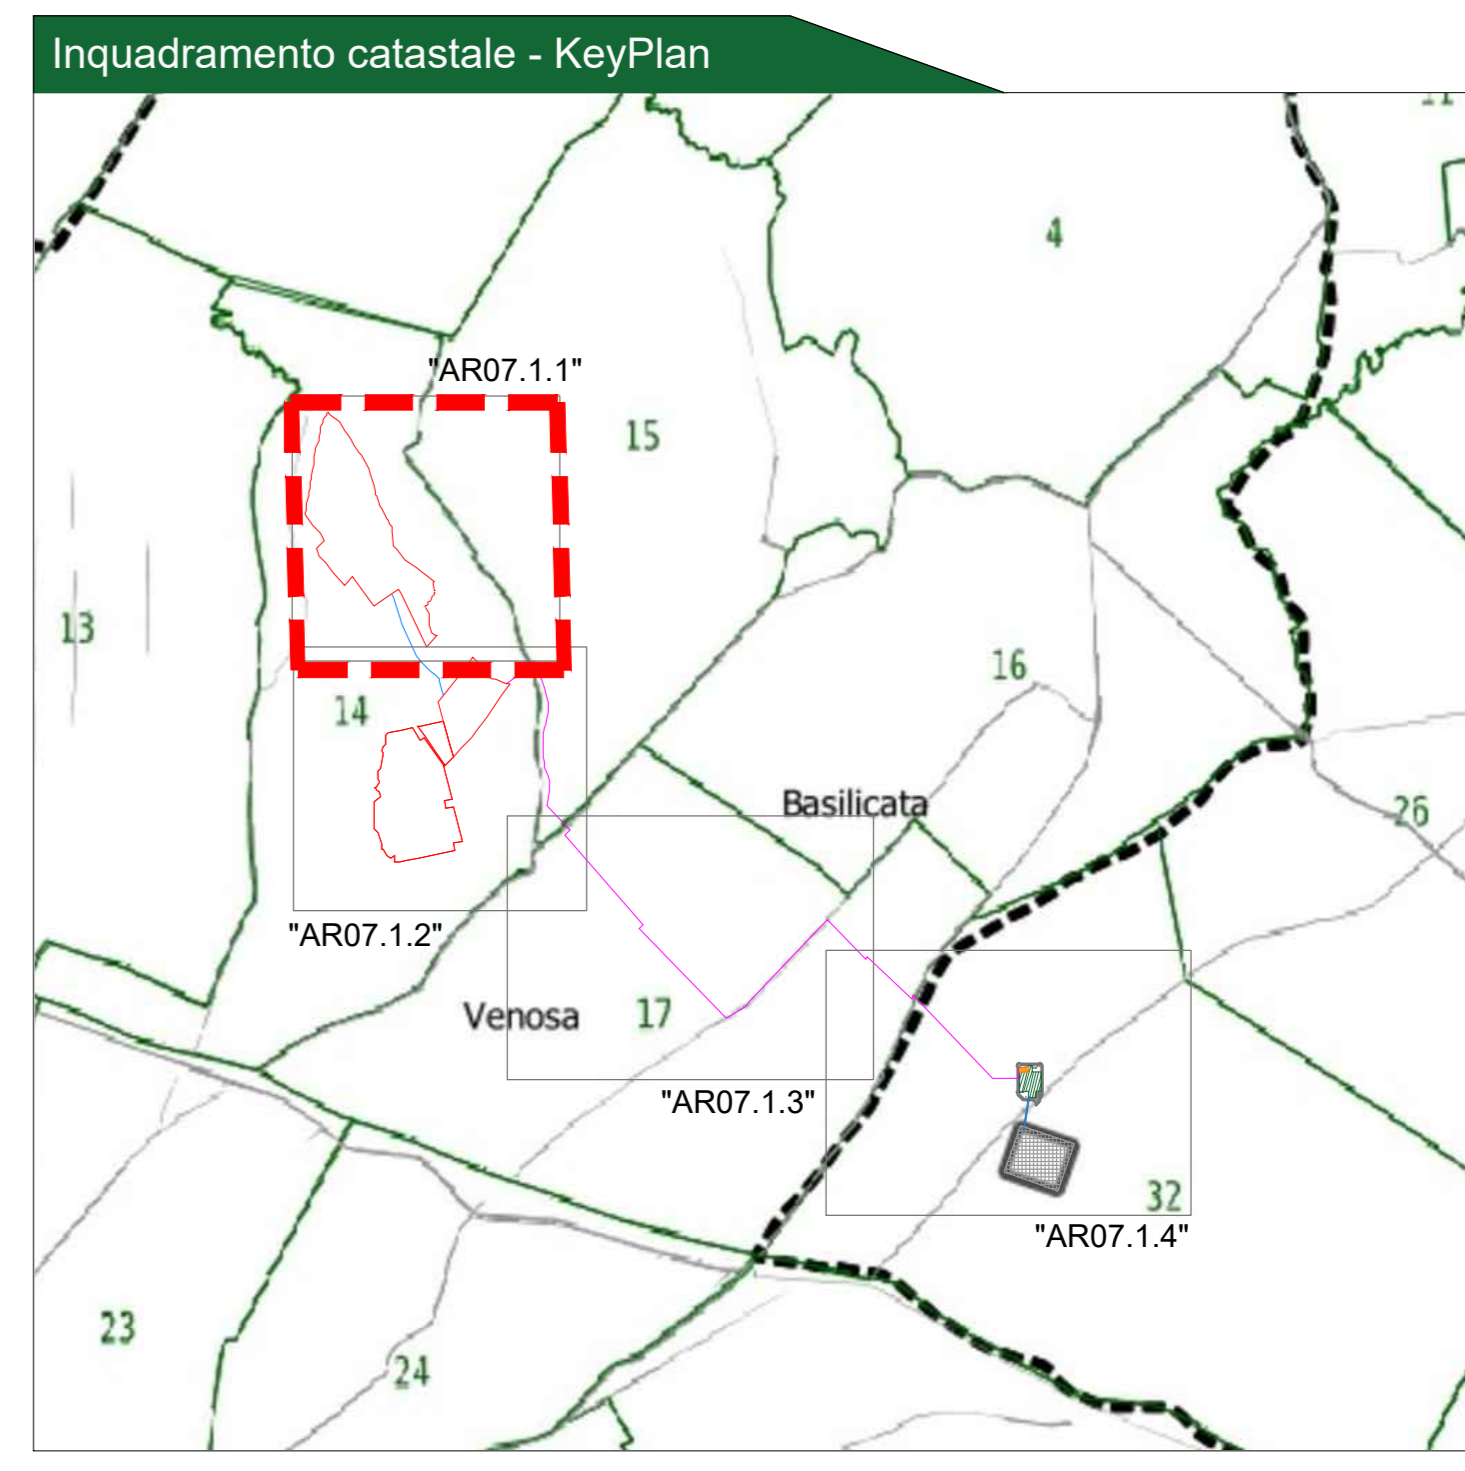 Inquadramento catastale - KeyPlan
4
"AR07.1.1"
15
13
16
14
Basilicata
26
"AR07.1.2"
Venosa
17
"AR07.1.3"
32
"AR07.1.4"
23
24